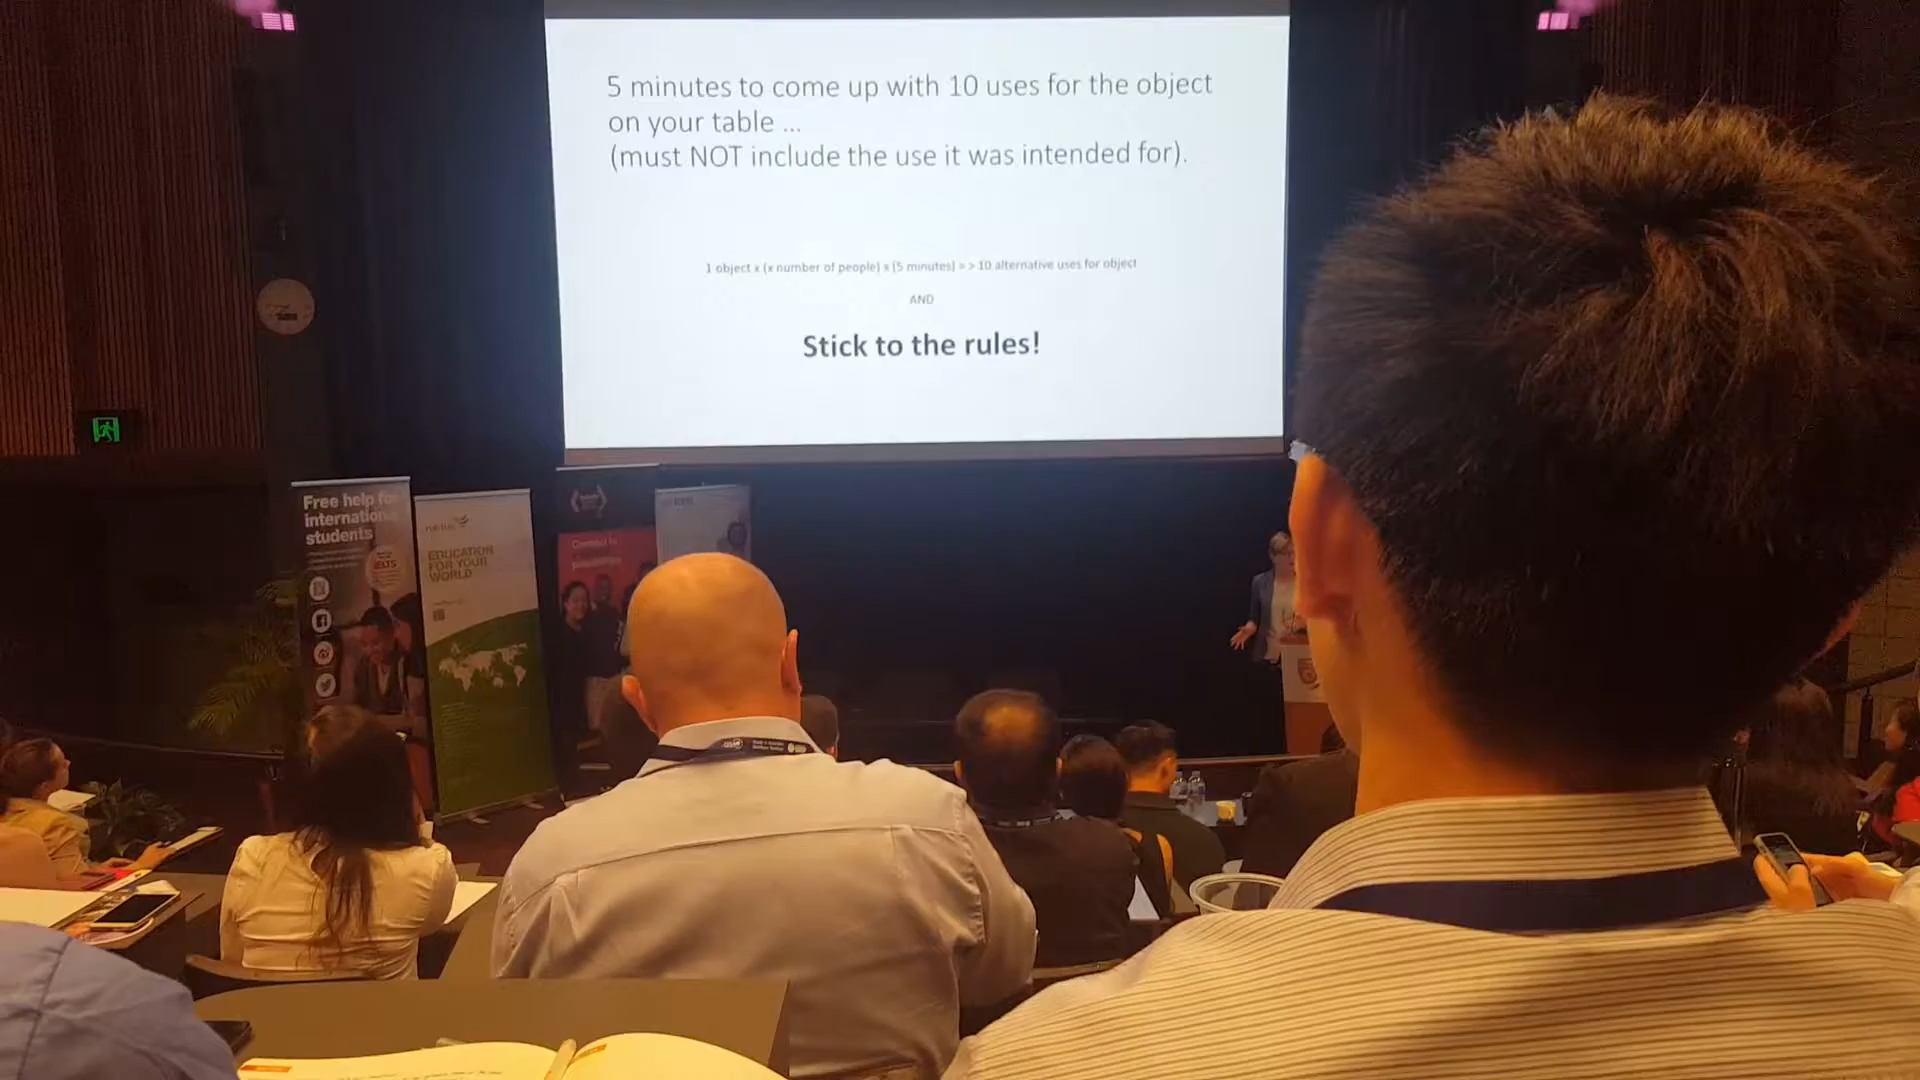 5 minutes to come up with 10 uses for the object
on your table ...
(must NOT include the use it was intended for).
1 object x (x number of people) x (5 minutes) = > 10 alternative uses for object
AND
Stick to the rules!
Free help for
international
students
IELTS
EDUCATION
FOR YOUR
WORLD